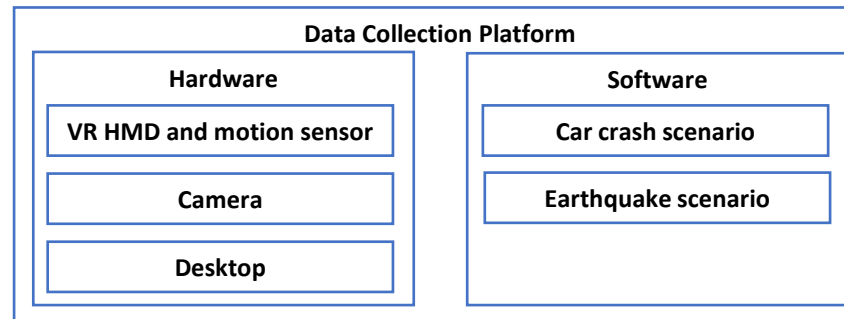 Data Collection Platform
Hardware
VR HMD and motion sensor
Camera
Desktop
Software
Car crash scenario
Earthquake scenario